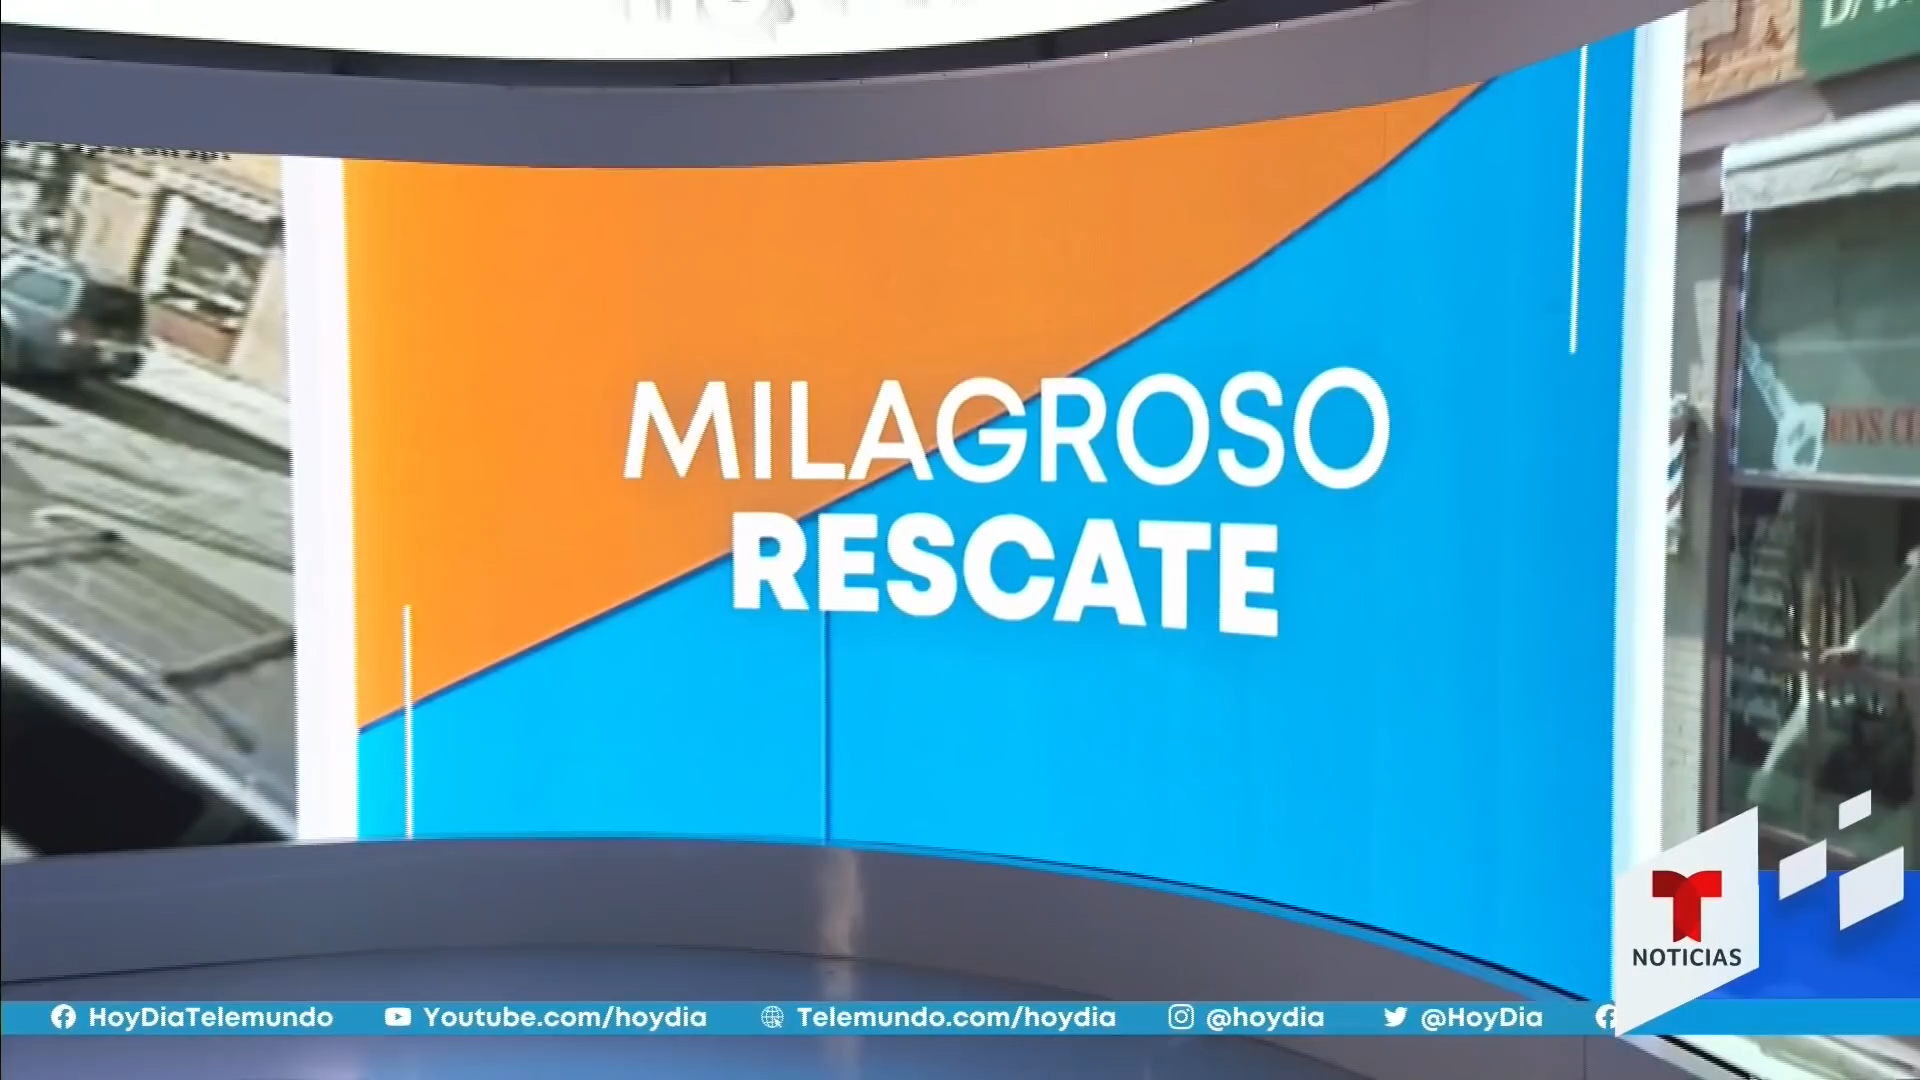 MILAGROSO
RESCATE
NOTICIAS
HoyDiaTelemundo Youtube.com/hoydia Telemundo.com/hoydia @hoydia @HoyDia